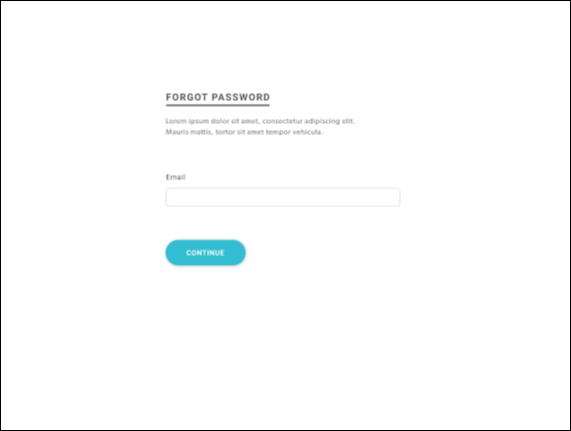 FORGOT PASSWORD
Lorem ipsum dolor sit amet, consectetur adipiscing elit.
Mauris mattis, tortor sit amet tempor vehicula.
Email
CONTINUE